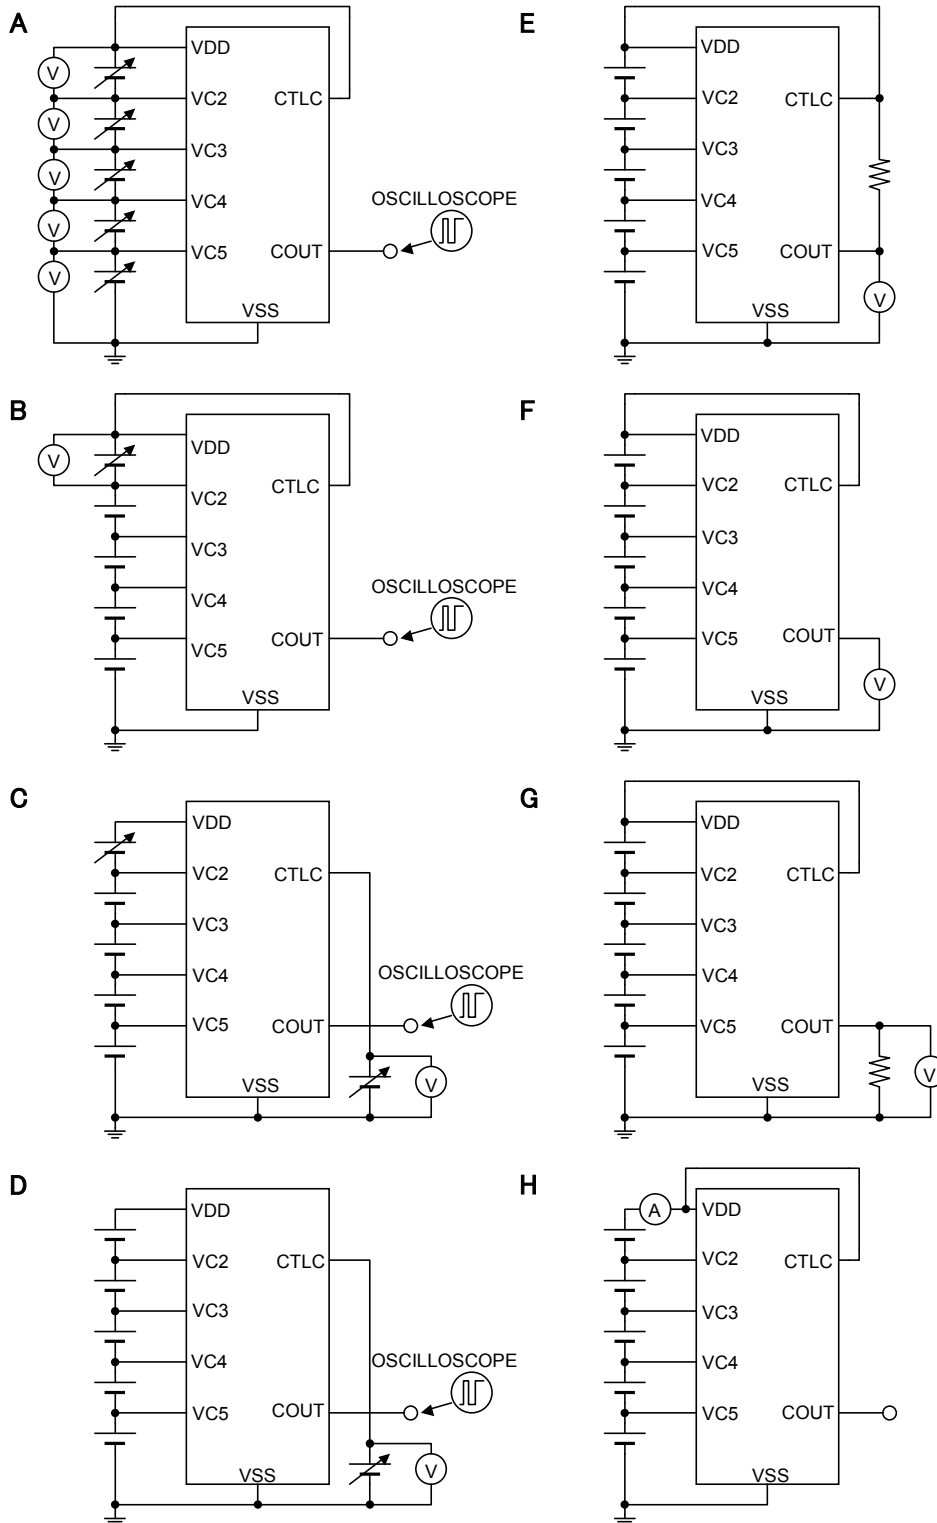 A
V
V
V
V
V
VDD
VC2
VC3
VC4
VC5
CTLC
COUT
VSS
OSCILLOSCOPE
B
V
VDD
VC2
VC3
VC4
VC5
CTLC
COUT
VSS
OSCILLOSCOPE
C
VDD
VC2
VC3
VC4
VC5
CTLC
COUT
VSS
OSCILLOSCOPE
V
D
VDD
VC2
VC3
VC4
VC5
CTLC
COUT
VSS
OSCILLOSCOPE
V
E
VDD
VC2
VC3
VC4
VC5
CTLC
COUT
VSS
V
F
VDD
VC2
VC3
VC4
VC5
CTLC
COUT
VSS
V
G
VDD
VC2
VC3
VC4
VC5
CTLC
COUT
VSS
V
H
A
VDD
VC2
VC3
VC4
VC5
CTLC
COUT
VSS